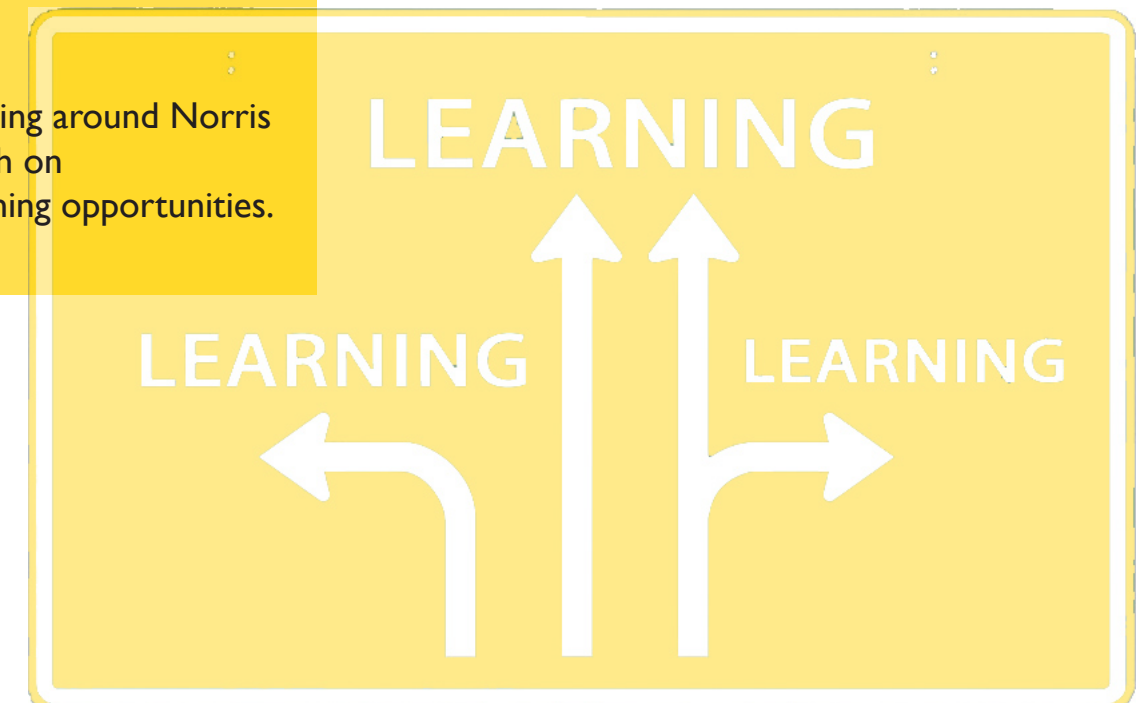 ing around Norris
h on
ning opportunities.
LEARNING
LEARNING
LEARNING